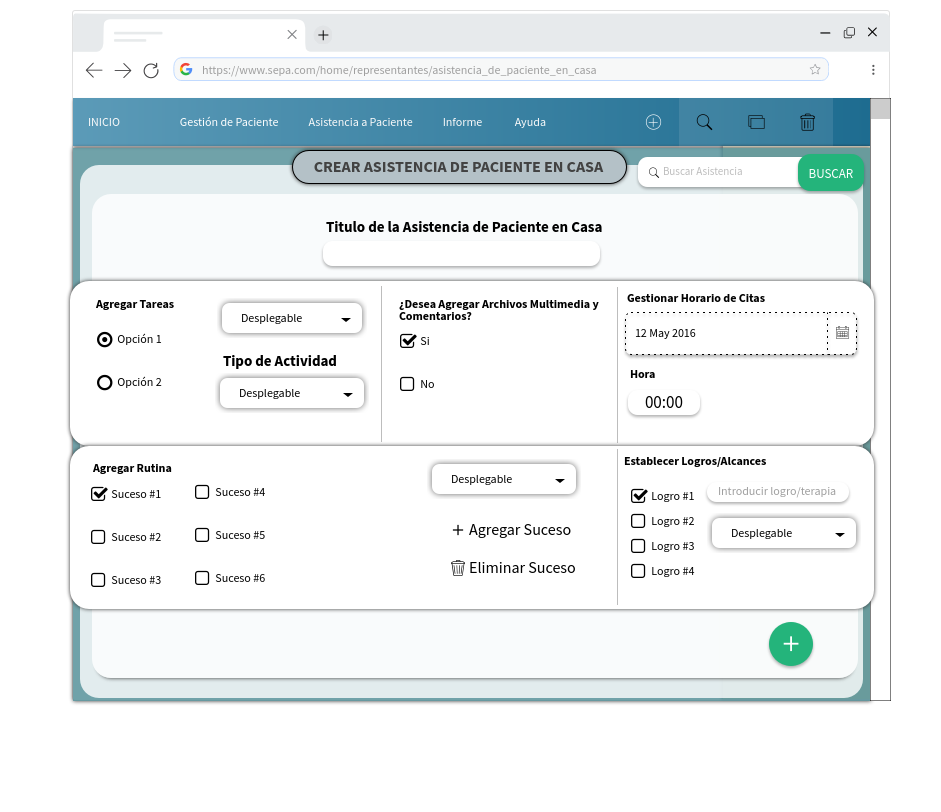 https://www.sepa.com/home/representantes/asistencia_de_paciente_en_casa
INICIO
Gestión de Paciente
Asistencia a Paciente
Informe
Ayuda
CREAR ASISTENCIA DE PACIENTE EN CASA
Buscar Asistencia
BUSCAR
Titulo de la Asistencia de Paciente en Casa
Agregar Tareas
Opción 1
Opción 2
Desplegable
Tipo de Actividad
Desplegable
¿Desea Agregar Archivos Multimedia y
Comentarios?
Si
No
Gestionar Horario de Citas
12 May 2016
Hora
00:00
Agregar Rutina
Suceso #1
Suceso #2
Suceso #3
Suceso #4
Suceso #5
Suceso #6
Desplegable
+ Agregar Suceso
Eliminar Suceso
Establecer Logros/Alcances
Logro #1
Logro #2
Logro #3
Logro #4
Introducir logro/terapia
Desplegable